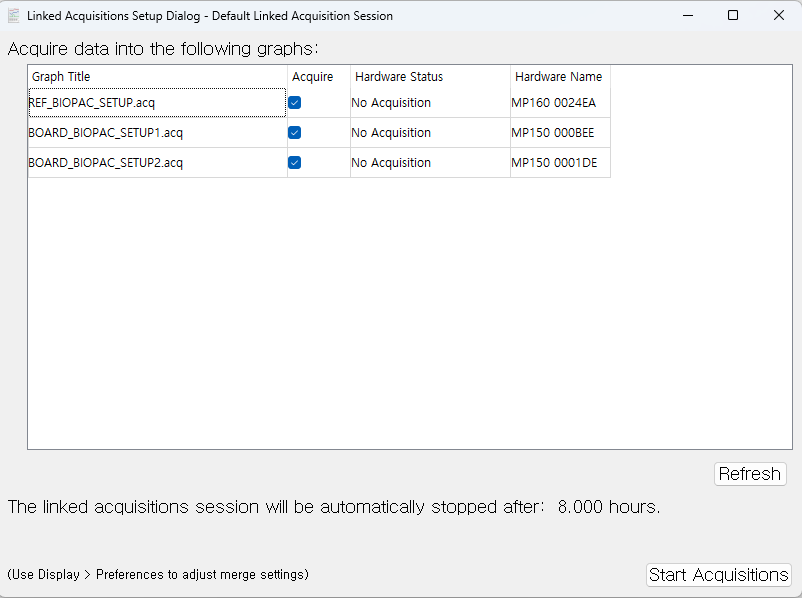 Linked Acquisitions Setup Dialog - Default Linked Acquisition Session
Acquire data into the following graphs:
Graph Title Acquire Hardware Status Hardware Name
REF_BIOPAC_SETUP.acq No Acquisition MP160 0024EA
BOARD_BIOPAC_SETUP1.acq No Acquisition MP150 000BEE
BOARD_BIOPAC_SETUP2.acq No Acquisition MP150 0001DE
Refresh
The linked acquisitions session will be automatically stopped after: 8.000 hours.
(Use Display > Preferences to adjust merge settings)
Start Acquisitions